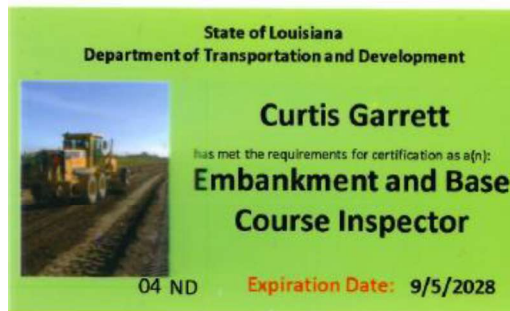 State of Louisiana
Department of Transportation and Development
Curtis Garrett
has met the requirements for certification as a(n):
Embankment and Base
Course Inspector
04 ND
Expiration Date: 9/5/2028